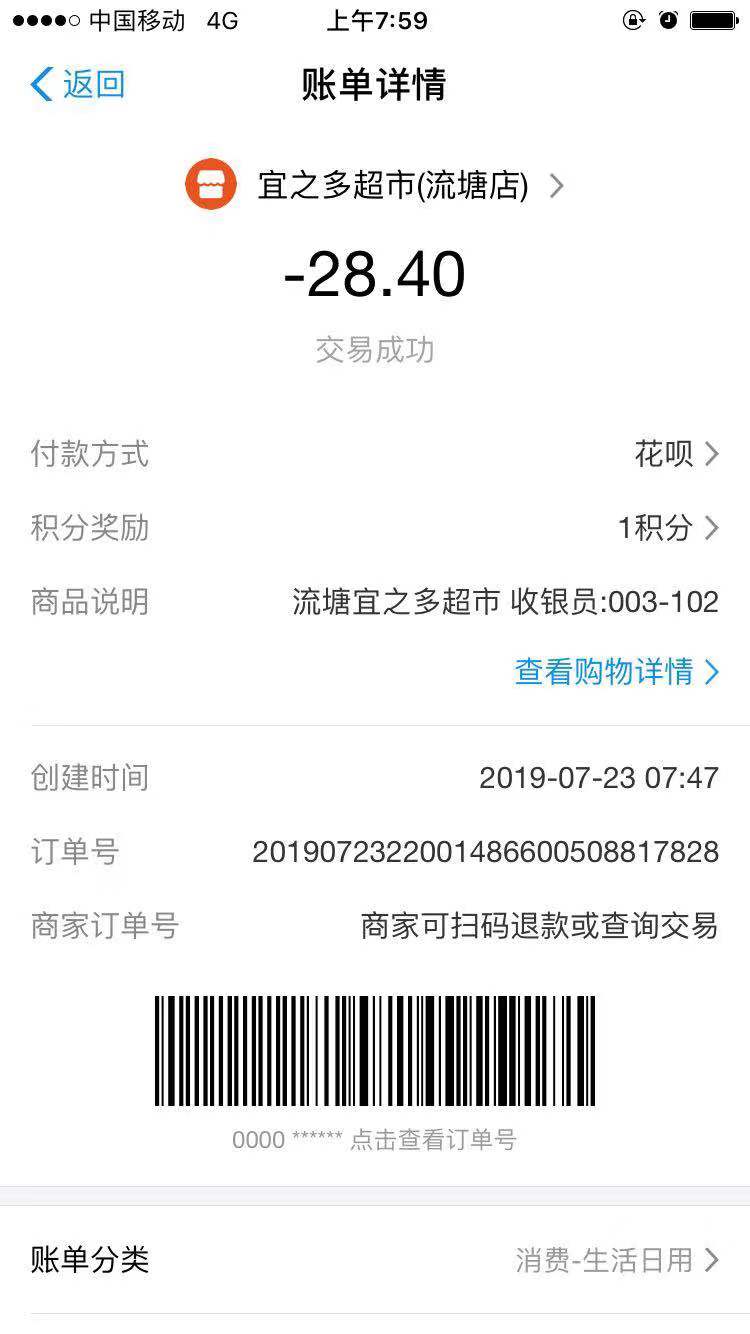 中国移动 4G 上午7:59
返回 账单详情
宜之多超市(流塘店)
-28.40
交易成功
付款方式 花呗
积分奖励 1积分
商品说明 流塘宜之多超市 收银员:003-102
查看购物详情
创建时间 2019-07-23 07:47
订单号 2019072322001486600508817828
商家订单号 商家可扫码退款或查询交易
0000 ****** 点击查看订单号
账单分类 消费-生活日用